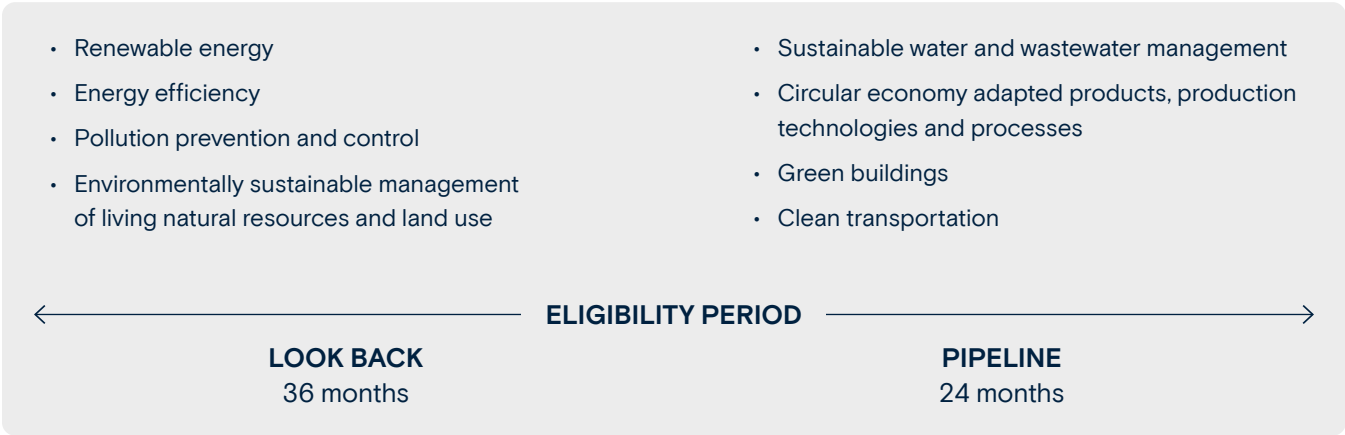 • Renewable energy
• Energy efficiency
• Pollution prevention and control
• Environmentally sustainable management
of living natural resources and land use
• Sustainable water and wastewater management
• Circular economy adapted products, production
technologies and processes
• Green buildings
• Clean transportation
ELIGIBILITY PERIOD
LOOK BACK
36 months
PIPELINE
24 months